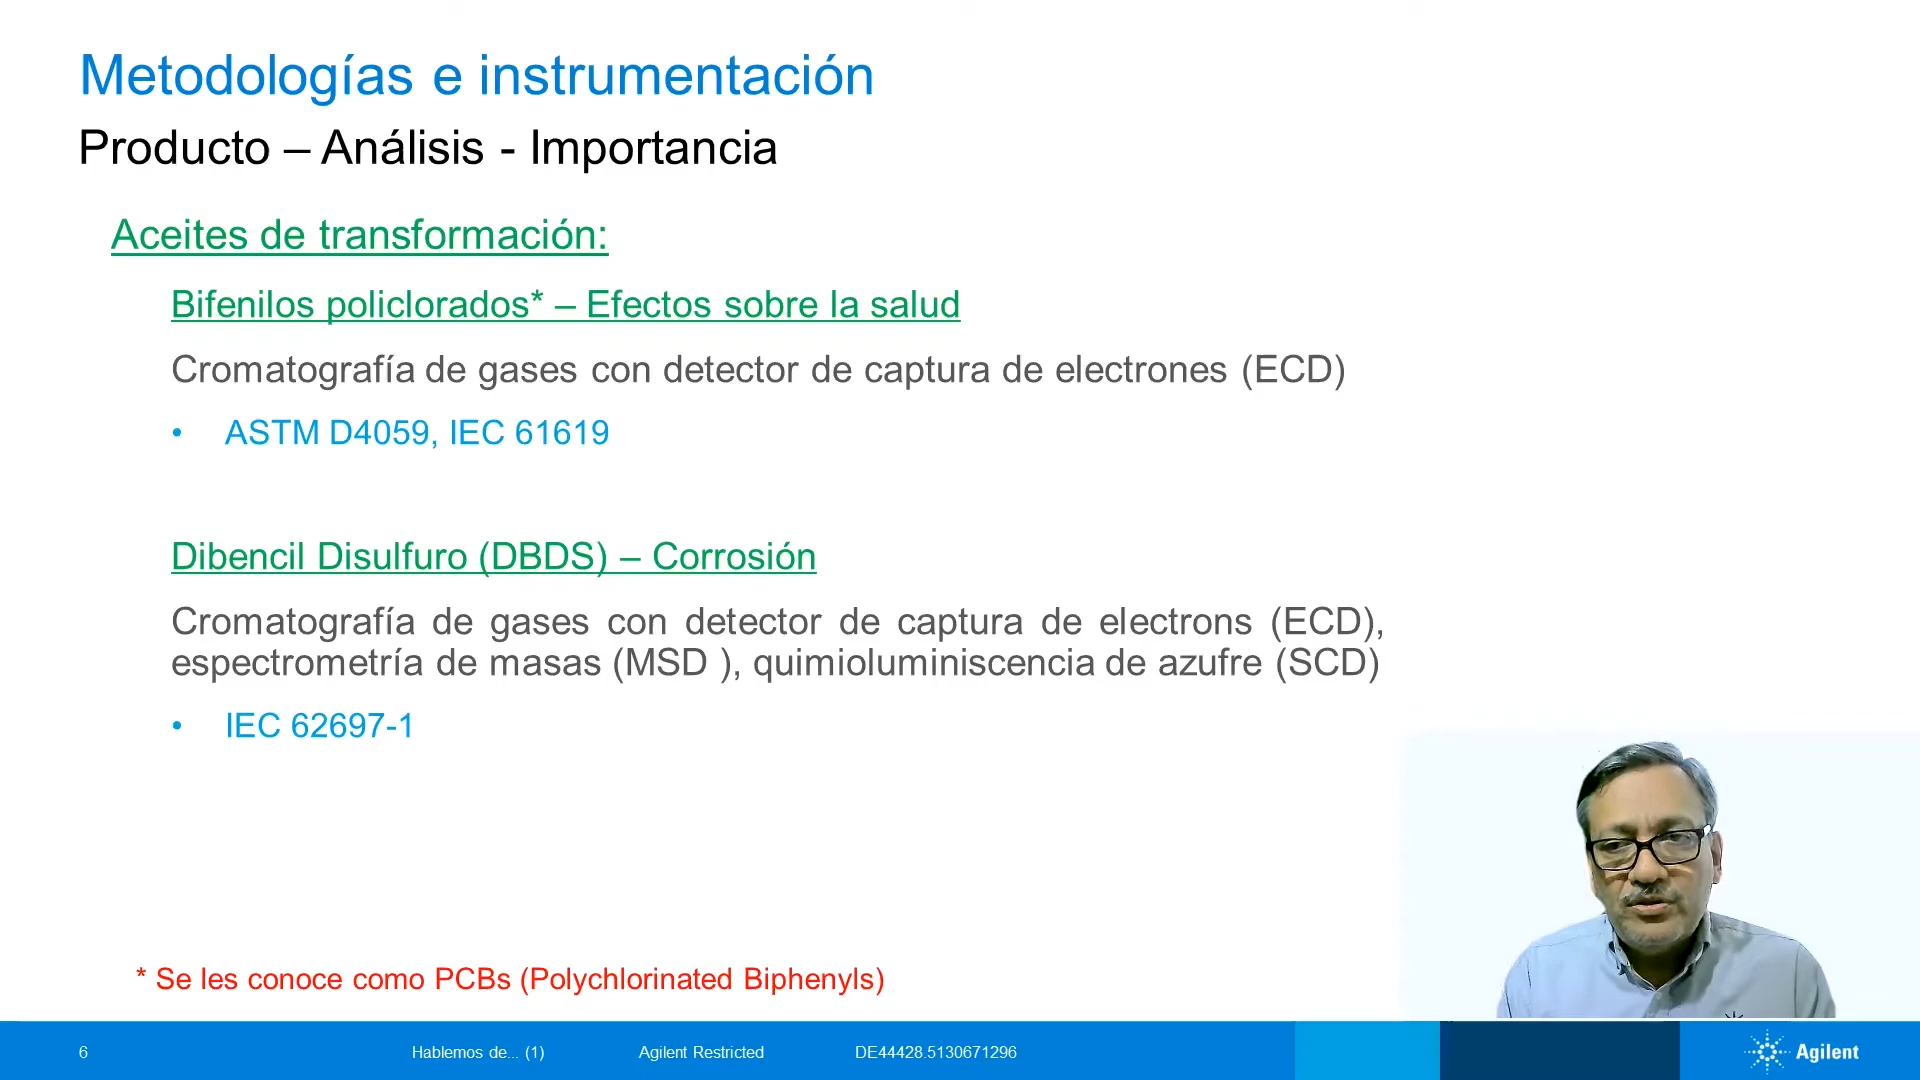 Metodologías e instrumentación
Producto – Análisis - Importancia
Aceites de transformación:
Bifenilos policlorados* – Efectos sobre la salud
Cromatografía de gases con detector de captura de electrones (ECD)
• ASTM D4059, IEC 61619
Dibencil Disulfuro (DBDS) – Corrosión
Cromatografía de gases con detector de captura de electrons (ECD),
espectrometría de masas (MSD ), quimioluminiscencia de azufre (SCD)
• IEC 62697-1
* Se les conoce como PCBs (Polychlorinated Biphenyls)
6 Hablemos de... (1) Agilent Restricted DE44428.5130671296 Agilent